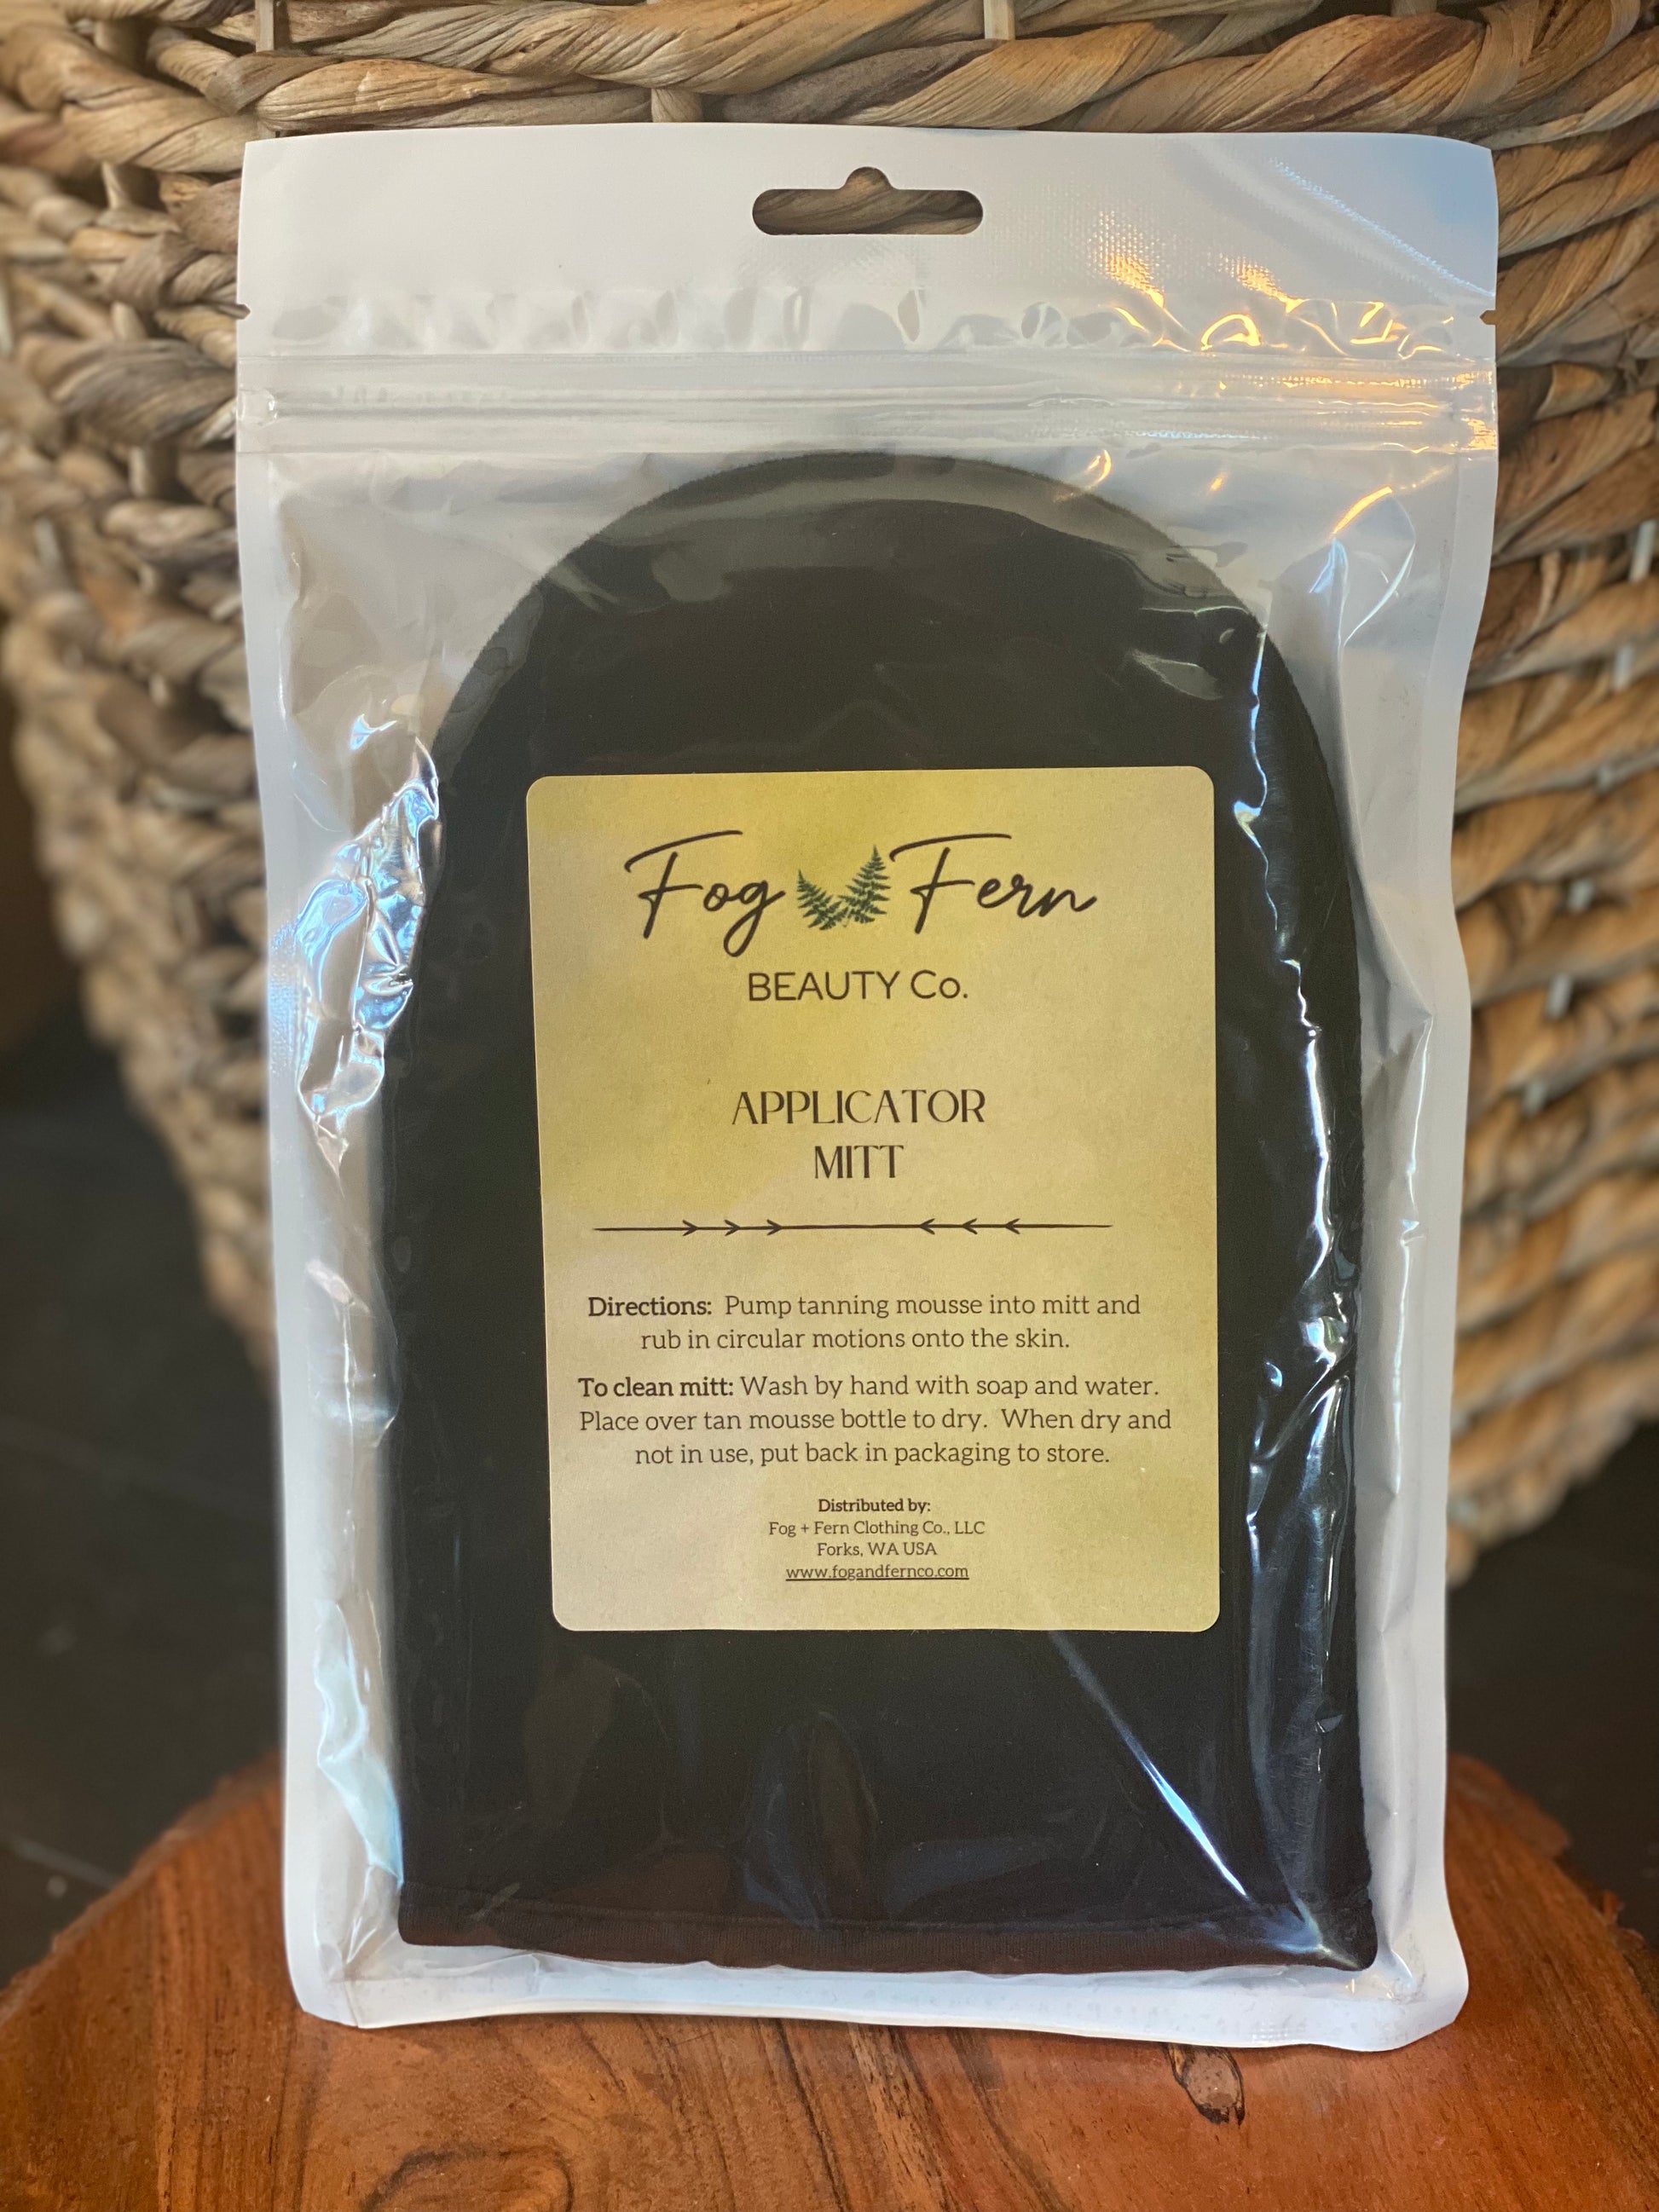 Fog Fern
BEAUTY Co.
APPLICATOR
MITT
Directions: Pump tanning mousse into mitt and
rub in circular motions onto the skin.
To clean mitt: Wash by hand with soap and water.
Place over tan mousse bottle to dry. When dry and
not in use, put back in packaging to store.
Distributed by:
Fog + Fern Clothing Co., LLC
Forks, WA USA
www.fogandfernco.com